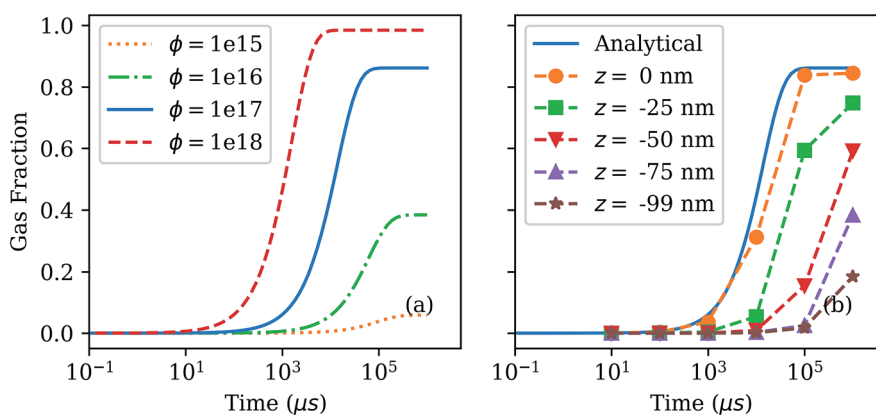 1.0
0.8
0.6
0.4
0.2
0.0
Gas Fraction
ϕ = 1e15
ϕ = 1e16
ϕ = 1e17
ϕ = 1e18
(a)
10⁻¹ 10¹ 10³ 10⁵
Time (μs)
Analytical
z = 0 nm
z = -25 nm
z = -50 nm
z = -75 nm
z = -99 nm
(b)
10⁻¹ 10¹ 10³ 10⁵
Time (μs)